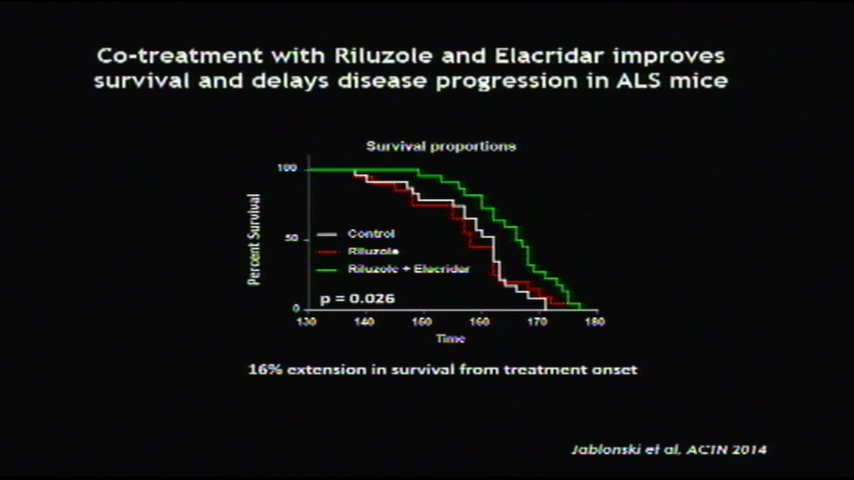 Co-treatment with Riluzole and Elacridar improves
survival and delays disease progression in ALS mice
Survival proportions
100
50
0
Percent Survival
Control
Riluzole
Riluzole + Elacridar
p = 0.026
130 140 150 160 170 180
Time
16% extension in survival from treatment onset
Jablonski et al, ACTN 2014